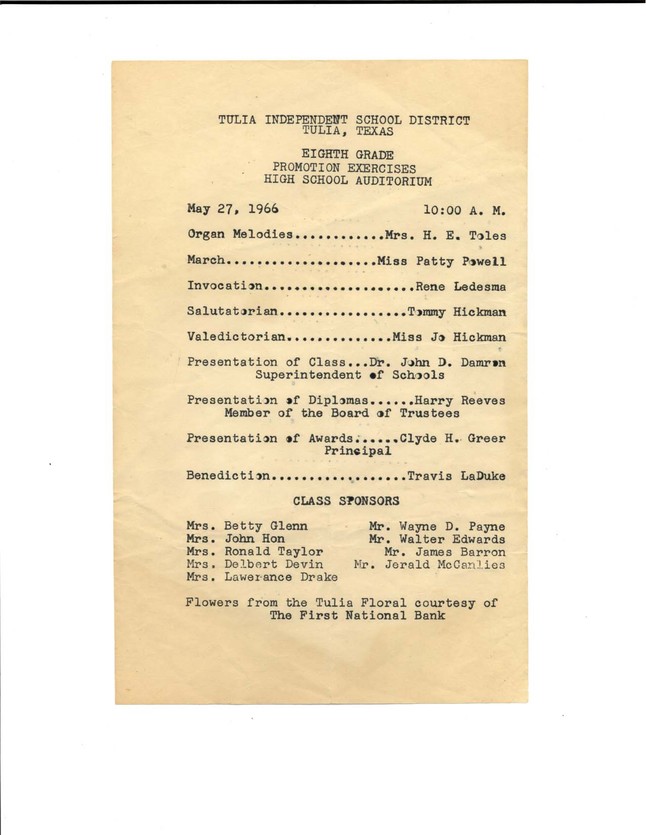 TULIA INDEPENDENT SCHOOL DISTRICT
TULIA, TEXAS
EIGHTH GRADE
PROMOTION EXERCISES
HIGH SCHOOL AUDITORIUM
May 27, 1966 10:00 A. M.
Organ Melodies............Mrs. H. E. Toles
March....................Miss Patty Powell
Invocation....................Rene Ledesma
Salutatorian.................Tommy Hickman
Valedictorian..............Miss Jo Hickman
Presentation of Class...Dr. John D. Damron
Superintendent of Schools
Presentation of Diplomas......Harry Reeves
Member of the Board of Trustees
Presentation of Awards......Clyde H. Greer
Principal
Benediction..................Travis LaDuke
CLASS SPONSORS
Mrs. Betty Glenn Mr. Wayne D. Payne
Mrs. John Hon Mr. Walter Edwards
Mrs. Ronald Taylor Mr. James Barron
Mrs. Delbert Devin Mr. Jerald McCanlies
Mrs. Lawerance Drake
Flowers from the Tulia Floral courtesy of
The First National Bank